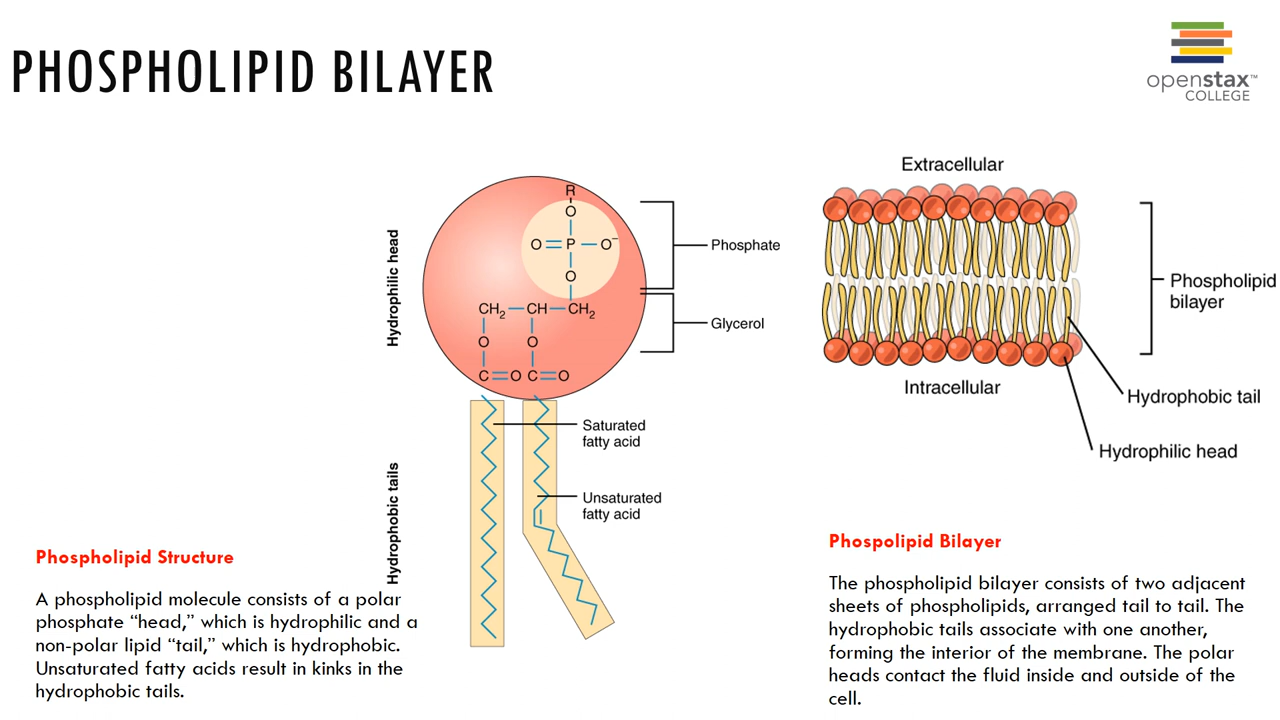 PHOSPHOLIPID BILAYER
openstax™
COLLEGE
Hydrophilic head
Hydrophobic tails
R
O
O=P—O⁻
O
CH₂—CH—CH₂
O O
C=O C=O
Phosphate
Glycerol
Saturated
fatty acid
Unsaturated
fatty acid
Extracellular
Phospholipid
bilayer
Intracellular
Hydrophobic tail
Hydrophilic head
Phospholipid Structure
A phospholipid molecule consists of a polar
phosphate “head,” which is hydrophilic and a
non-polar lipid “tail,” which is hydrophobic.
Unsaturated fatty acids result in kinks in the
hydrophobic tails.
Phospolipid Bilayer
The phospholipid bilayer consists of two adjacent
sheets of phospholipids, arranged tail to tail. The
hydrophobic tails associate with one another,
forming the interior of the membrane. The polar
heads contact the fluid inside and outside of the
cell.